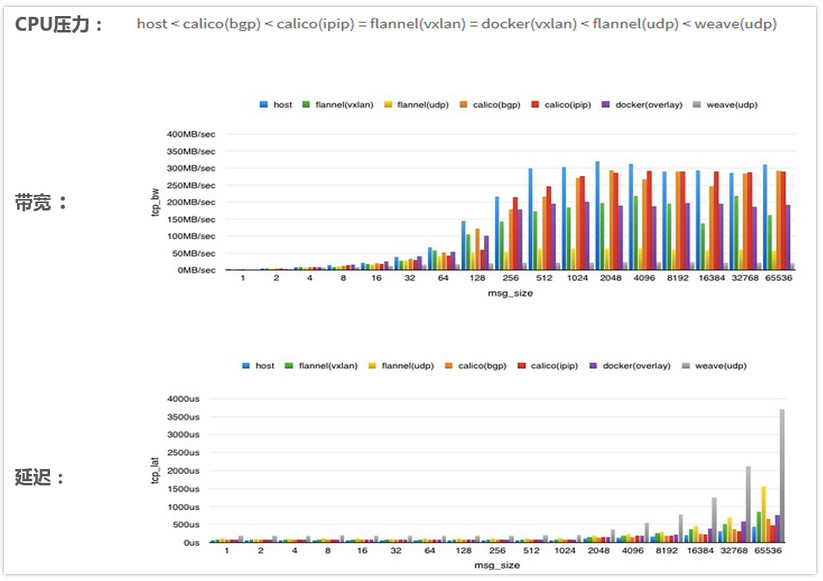 CPU压力： host < calico(bgp) < calico(ipip) = flannel(vxlan) = docker(vxlan) < flannel(udp) < weave(udp)
host flannel(vxlan) flannel(udp) calico(bgp) calico(ipip) docker(overlay) weave(udp)
400MB/sec
350MB/sec
300MB/sec
250MB/sec
带宽：
tcp_bw
200MB/sec
150MB/sec
100MB/sec
50MB/sec
0MB/sec
1 2 4 8 16 32 64 128 256 512 1024 2048 4096 8192 16384 32768 65536
msg_size
host flannel(vxlan) flannel(udp) calico(bgp) calico(ipip) docker(overlay) weave(udp)
4000us
3500us
3000us
2500us
2000us
延迟：
tcp_lat
1500us
1000us
500us
0us
1 2 4 8 16 32 64 128 256 512 1024 2048 4096 8192 16384 32768 65536
msg_size